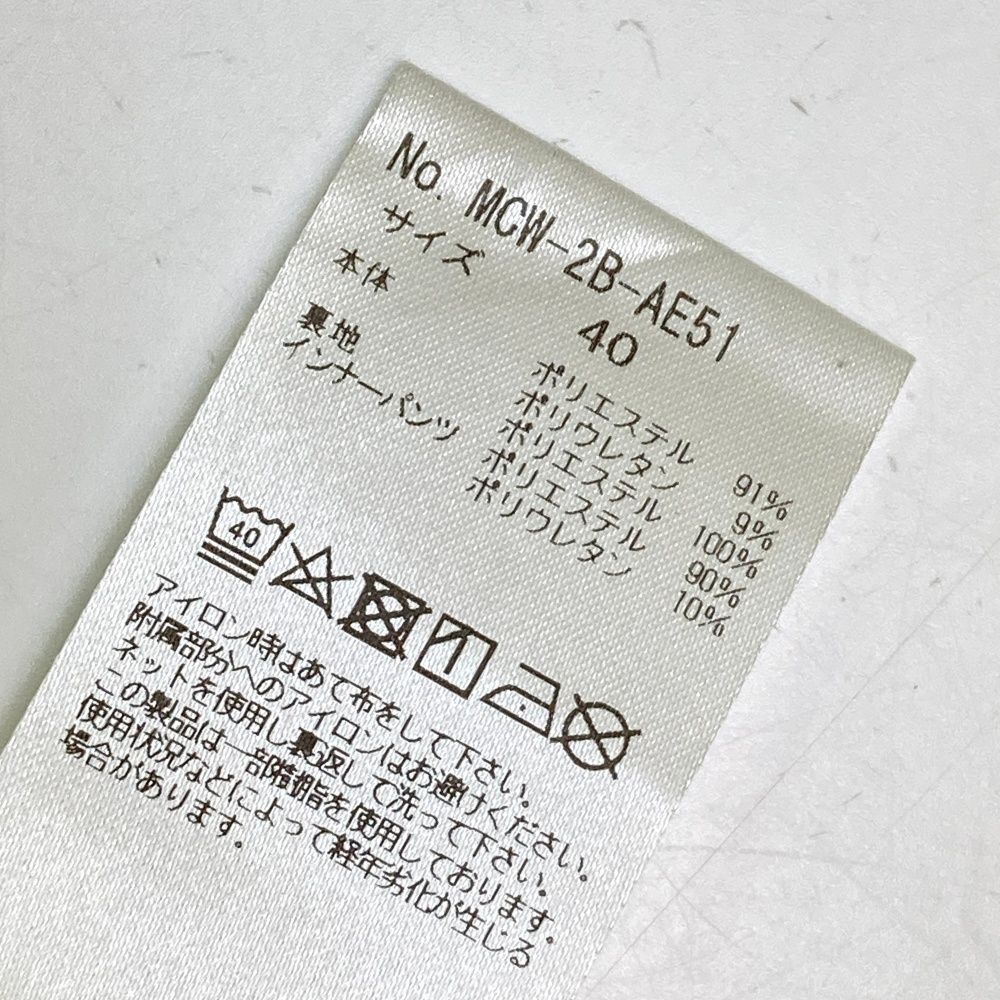 No. MCW-2B-AE51
サイズ 40
本体 ポリエステル 91%
ポリウレタン 9%
裏地 ポリエステル 100%
インナーパンツ ポリエステル 90%
ポリウレタン 10%
40
アイロン時はあて布をして下さい。
附属部分へのアイロンはお避けください。
ネットを使用し裏返して洗って下さい。
この製品は一部樹脂を使用しております。
使用状況などによって経年劣化が生じる
場合があります。